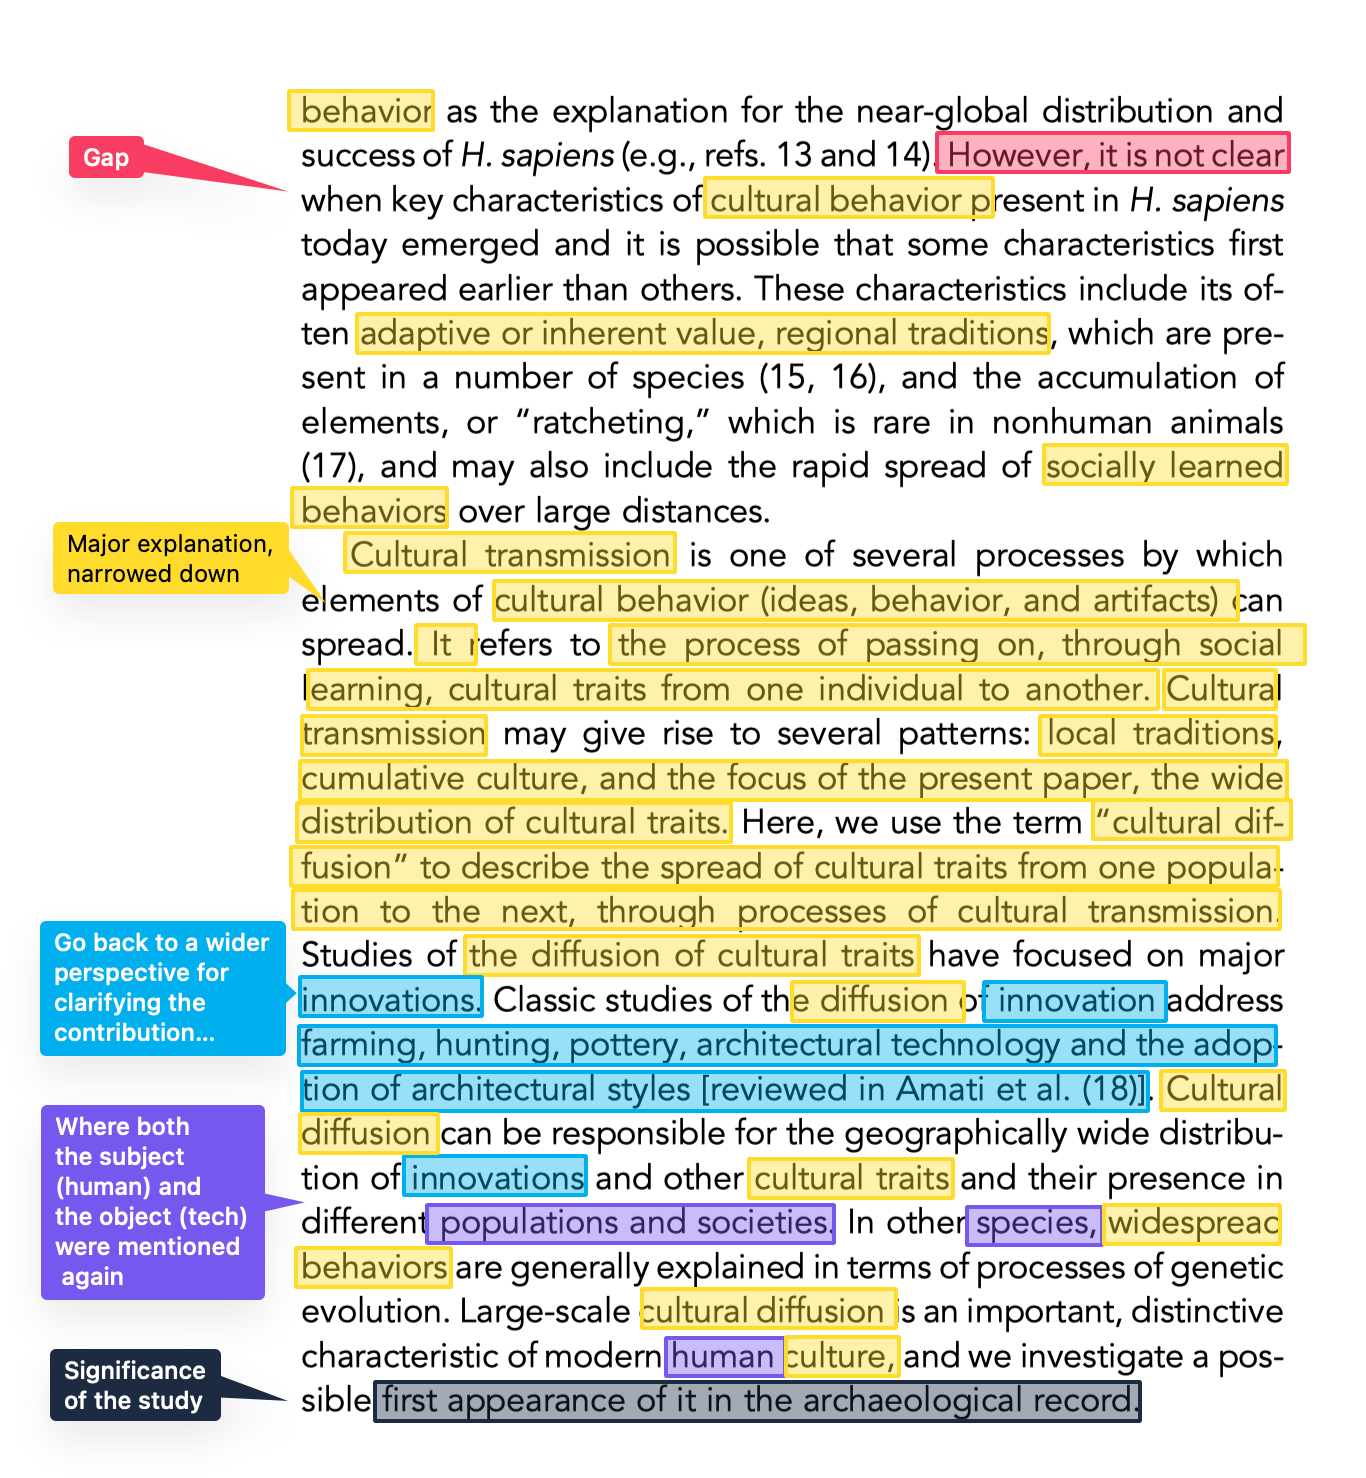 behavior as the explanation for the near-global distribution and
Gap
success of H. sapiens (e.g., refs. 13 and 14). However, it is not clear
when key characteristics of cultural behavior present in H. sapiens
today emerged and it is possible that some characteristics first
appeared earlier than others. These characteristics include its of-
ten adaptive or inherent value, regional traditions, which are pre-
sent in a number of species (15, 16), and the accumulation of
elements, or “ratcheting,” which is rare in nonhuman animals
(17), and may also include the rapid spread of socially learned
behaviors over large distances.
Major explanation,
narrowed down
Cultural transmission is one of several processes by which
elements of cultural behavior (ideas, behavior, and artifacts) can
spread. It refers to the process of passing on, through social
learning, cultural traits from one individual to another. Cultural
transmission may give rise to several patterns: local traditions,
cumulative culture, and the focus of the present paper, the wide
distribution of cultural traits. Here, we use the term “cultural dif-
fusion” to describe the spread of cultural traits from one popula-
tion to the next, through processes of cultural transmission.
Go back to a wider
perspective for
clarifying the
contribution...
Studies of the diffusion of cultural traits have focused on major
innovations. Classic studies of the diffusion of innovation address
farming, hunting, pottery, architectural technology and the adop-
tion of architectural styles [reviewed in Amati et al. (18)]. Cultural
Where both
the subject
(human) and
the object (tech)
were mentioned
again
diffusion can be responsible for the geographically wide distribu-
tion of innovations and other cultural traits and their presence in
different populations and societies. In other species, widespread
behaviors are generally explained in terms of processes of genetic
evolution. Large-scale cultural diffusion is an important, distinctive
Significance
of the study
characteristic of modern human culture, and we investigate a pos-
sible first appearance of it in the archaeological record.